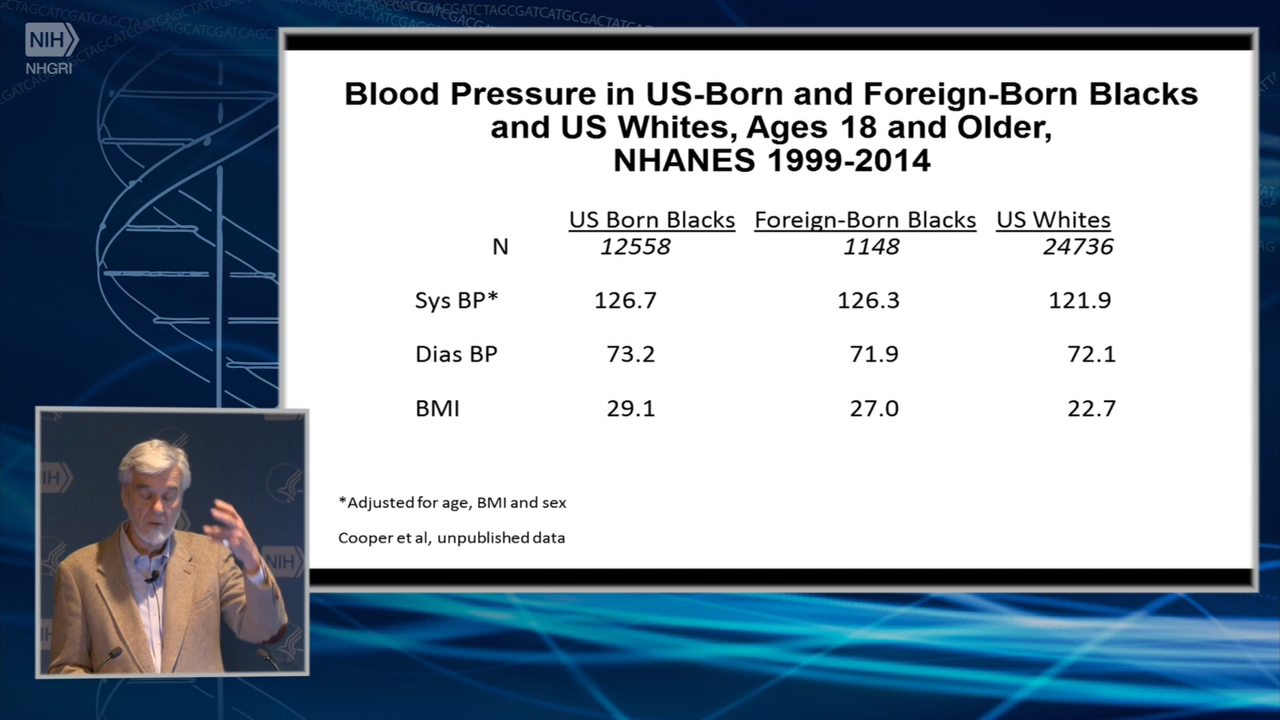 NIH
NHGRI
Blood Pressure in US-Born and Foreign-Born Blacks
and US Whites, Ages 18 and Older,
NHANES 1999-2014
US Born Blacks Foreign-Born Blacks US Whites
N 12558 1148 24736
Sys BP* 126.7 126.3 121.9
Dias BP 73.2 71.9 72.1
BMI 29.1 27.0 22.7
*Adjusted for age, BMI and sex
Cooper et al, unpublished data
NIH